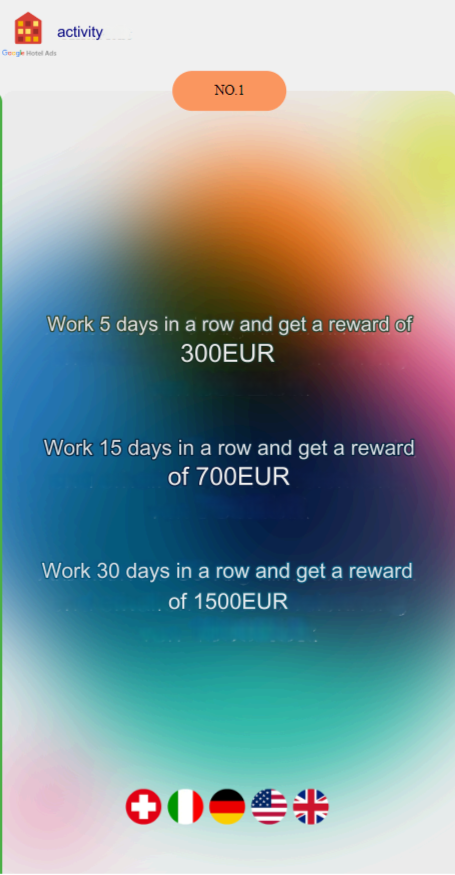 activity
Google Hotel Ads
NO.1
Work 5 days in a row and get a reward of
300EUR
Work 15 days in a row and get a reward
of 700EUR
Work 30 days in a row and get a reward
of 1500EUR